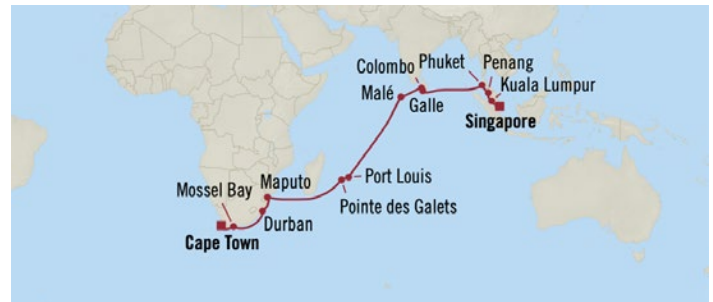 Colombo
Phuket
Penang
Kuala Lumpur
Malé
Galle
Singapore
Mossel Bay
Maputo
Port Louis
Pointe des Galets
Durban
Cape Town